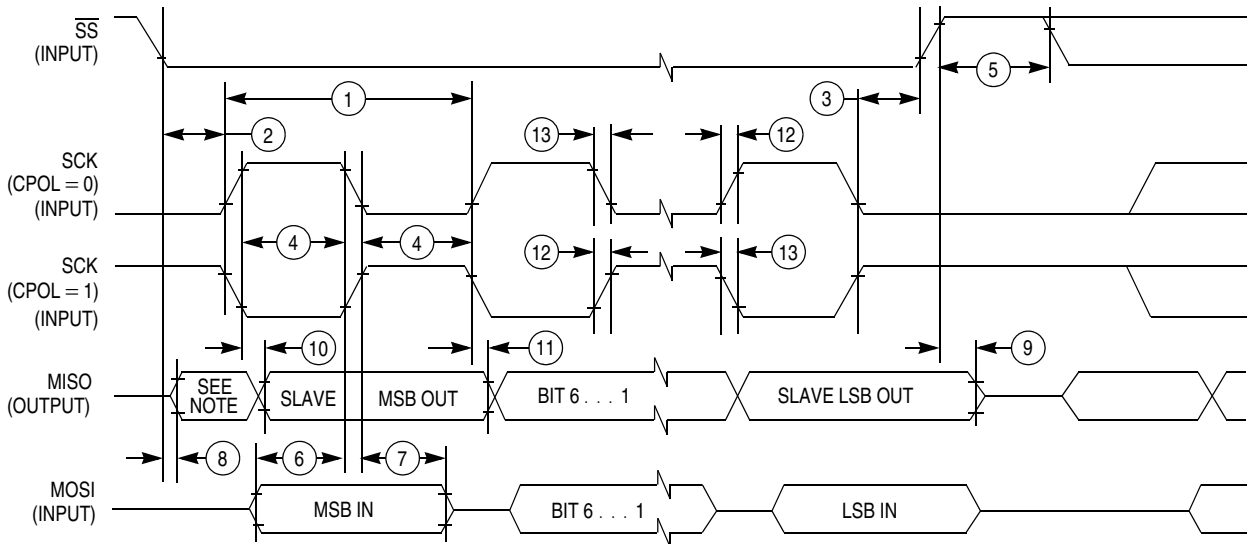 SS
(INPUT)
5
1
3
2
13
12
SCK
(CPOL = 0)
(INPUT)
4
4
12
13
SCK
(CPOL = 1)
(INPUT)
10
11
9
MISO
(OUTPUT)
SEE
NOTE
SLAVE
MSB OUT
BIT 6 . . . 1
SLAVE LSB OUT
8
6
7
MOSI
(INPUT)
MSB IN
BIT 6 . . . 1
LSB IN